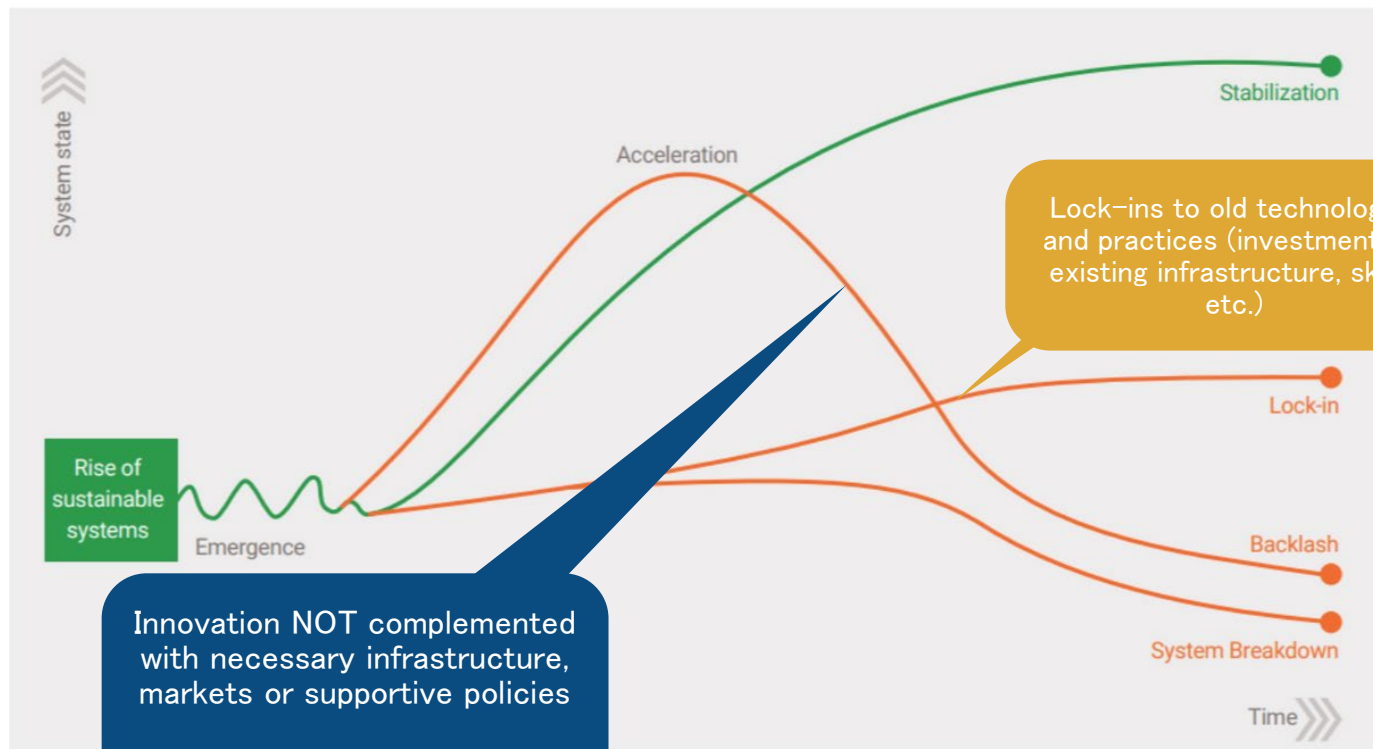 System state
Acceleration
Stabilization
Lock-ins to old technolog
and practices (investment
existing infrastructure, sk
etc.)
Lock-in
Rise of
sustainable
systems
Emergence
Backlash
Innovation NOT complemented
with necessary infrastructure,
markets or supportive policies
System Breakdown
Time